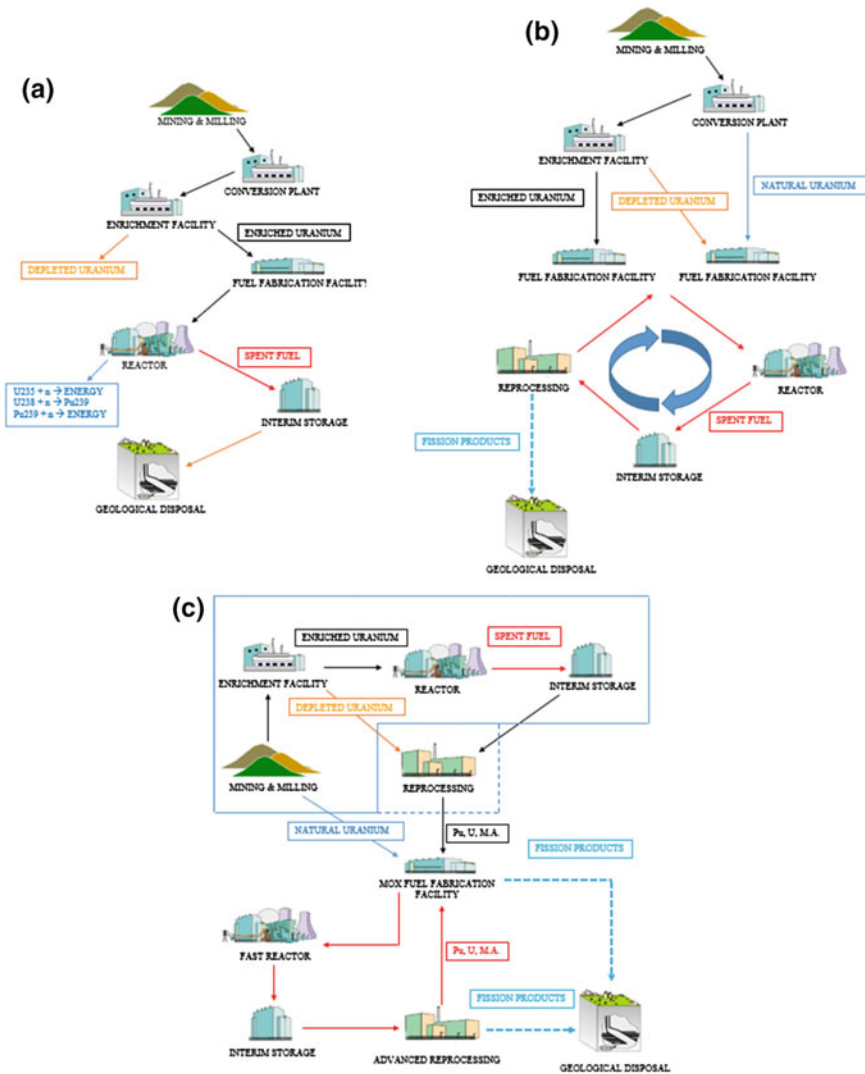 (a)
MINING & MILLING
CONVERSION PLANT
ENRICHMENT FACILITY
ENRICHED URANIUM
DEPLETED URANIUM
FUEL FABRICATION FACILITY
REACTOR
SPENT FUEL
U235 + n → ENERGY
U238 + n → Pu239
Pu239 + n → ENERGY
INTERIM STORAGE
GEOLOGICAL DISPOSAL
(b)
MINING & MILLING
CONVERSION PLANT
ENRICHMENT FACILITY
ENRICHED URANIUM
DEPLETED URANIUM
NATURAL URANIUM
FUEL FABRICATION FACILITY
FUEL FABRICATION FACILITY
REPROCESSING
REACTOR
SPENT FUEL
FISSION PRODUCTS
INTERIM STORAGE
GEOLOGICAL DISPOSAL
(c)
ENRICHED URANIUM
SPENT FUEL
ENRICHMENT FACILITY
REACTOR
INTERIM STORAGE
DEPLETED URANIUM
MINING & MILLING
REPROCESSING
NATURAL URANIUM
Pu, U, M.A.
FISSION PRODUCTS
MOX FUEL FABRICATION
FACILITY
FAST REACTOR
Pu, U, M.A.
FISSION PRODUCTS
INTERIM STORAGE
ADVANCED REPROCESSING
GEOLOGICAL DISPOSAL